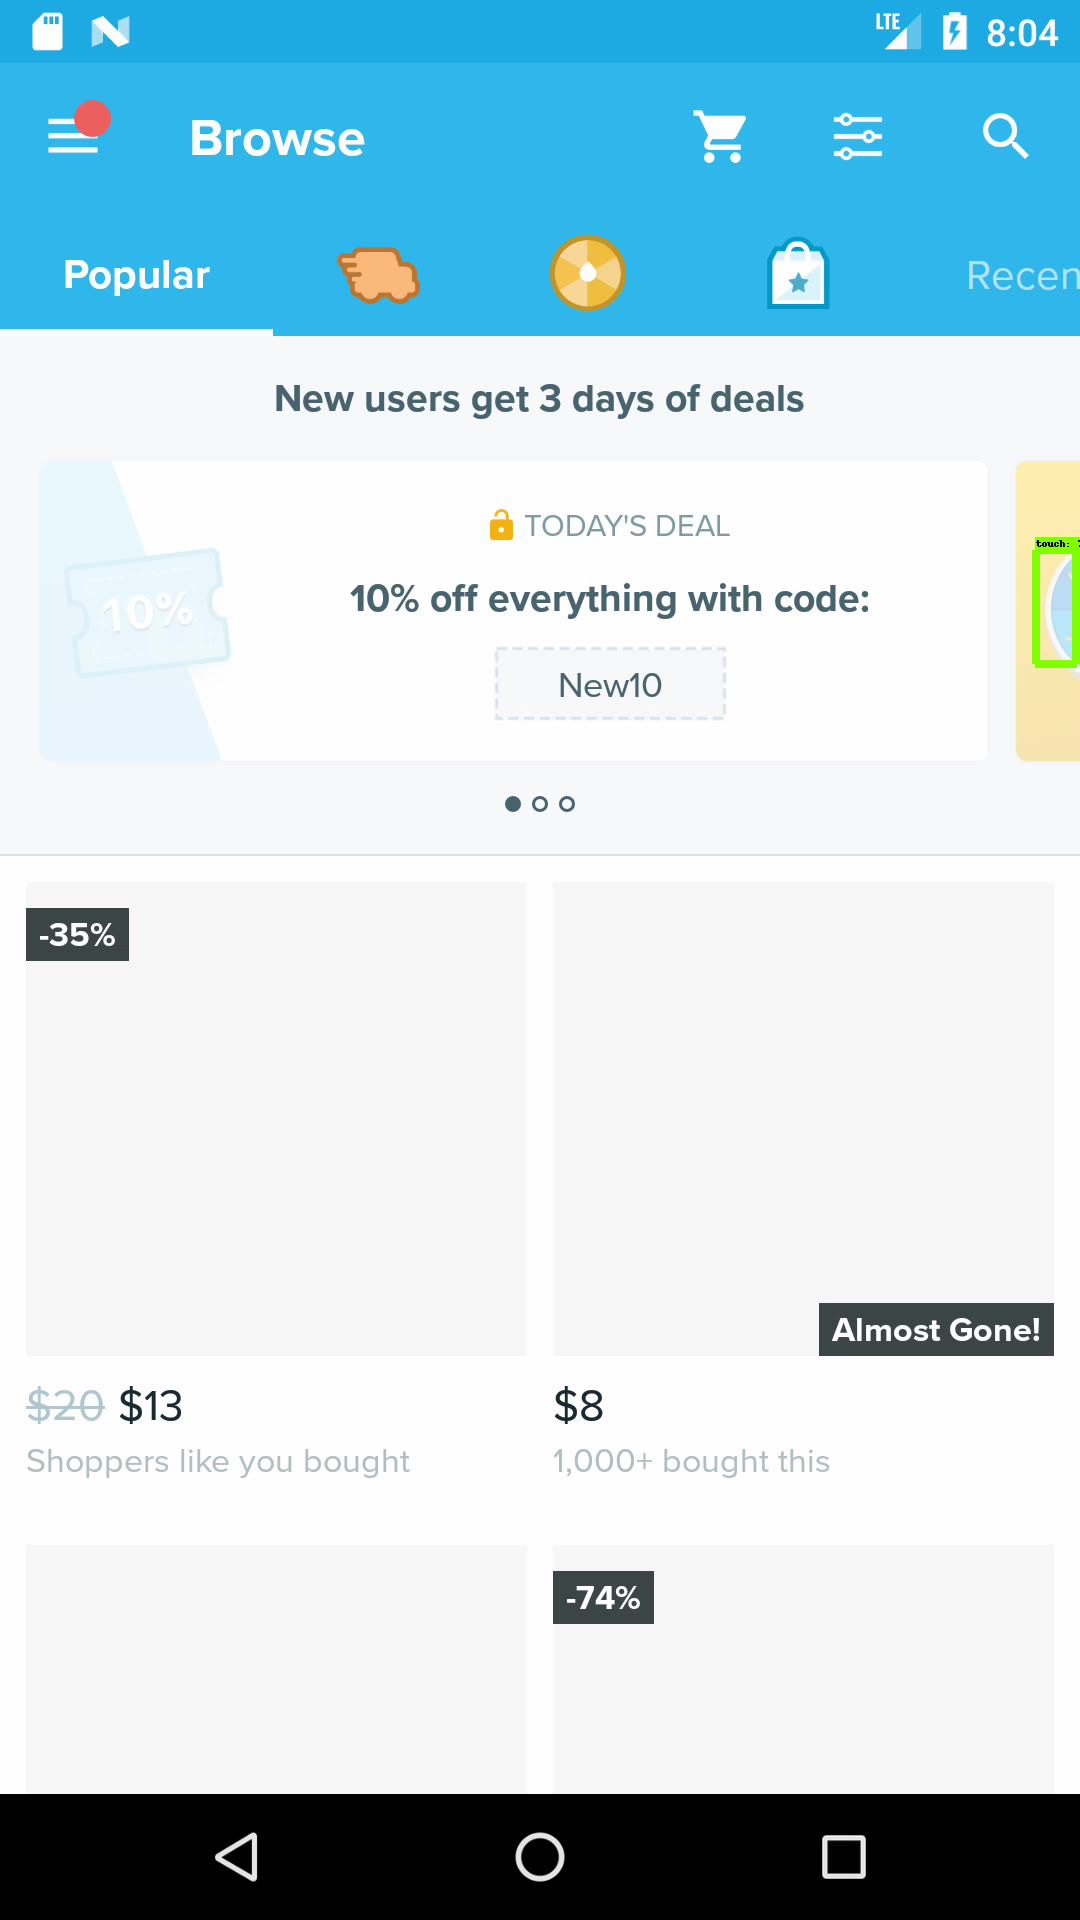 LTE 8:04
Browse
Popular
Recen
New users get 3 days of deals
TODAY'S DEAL
10% off everything with code:
10%
New10
touch:
-35%
Almost Gone!
$20 $13
$8
Shoppers like you bought
1,000+ bought this
-74%